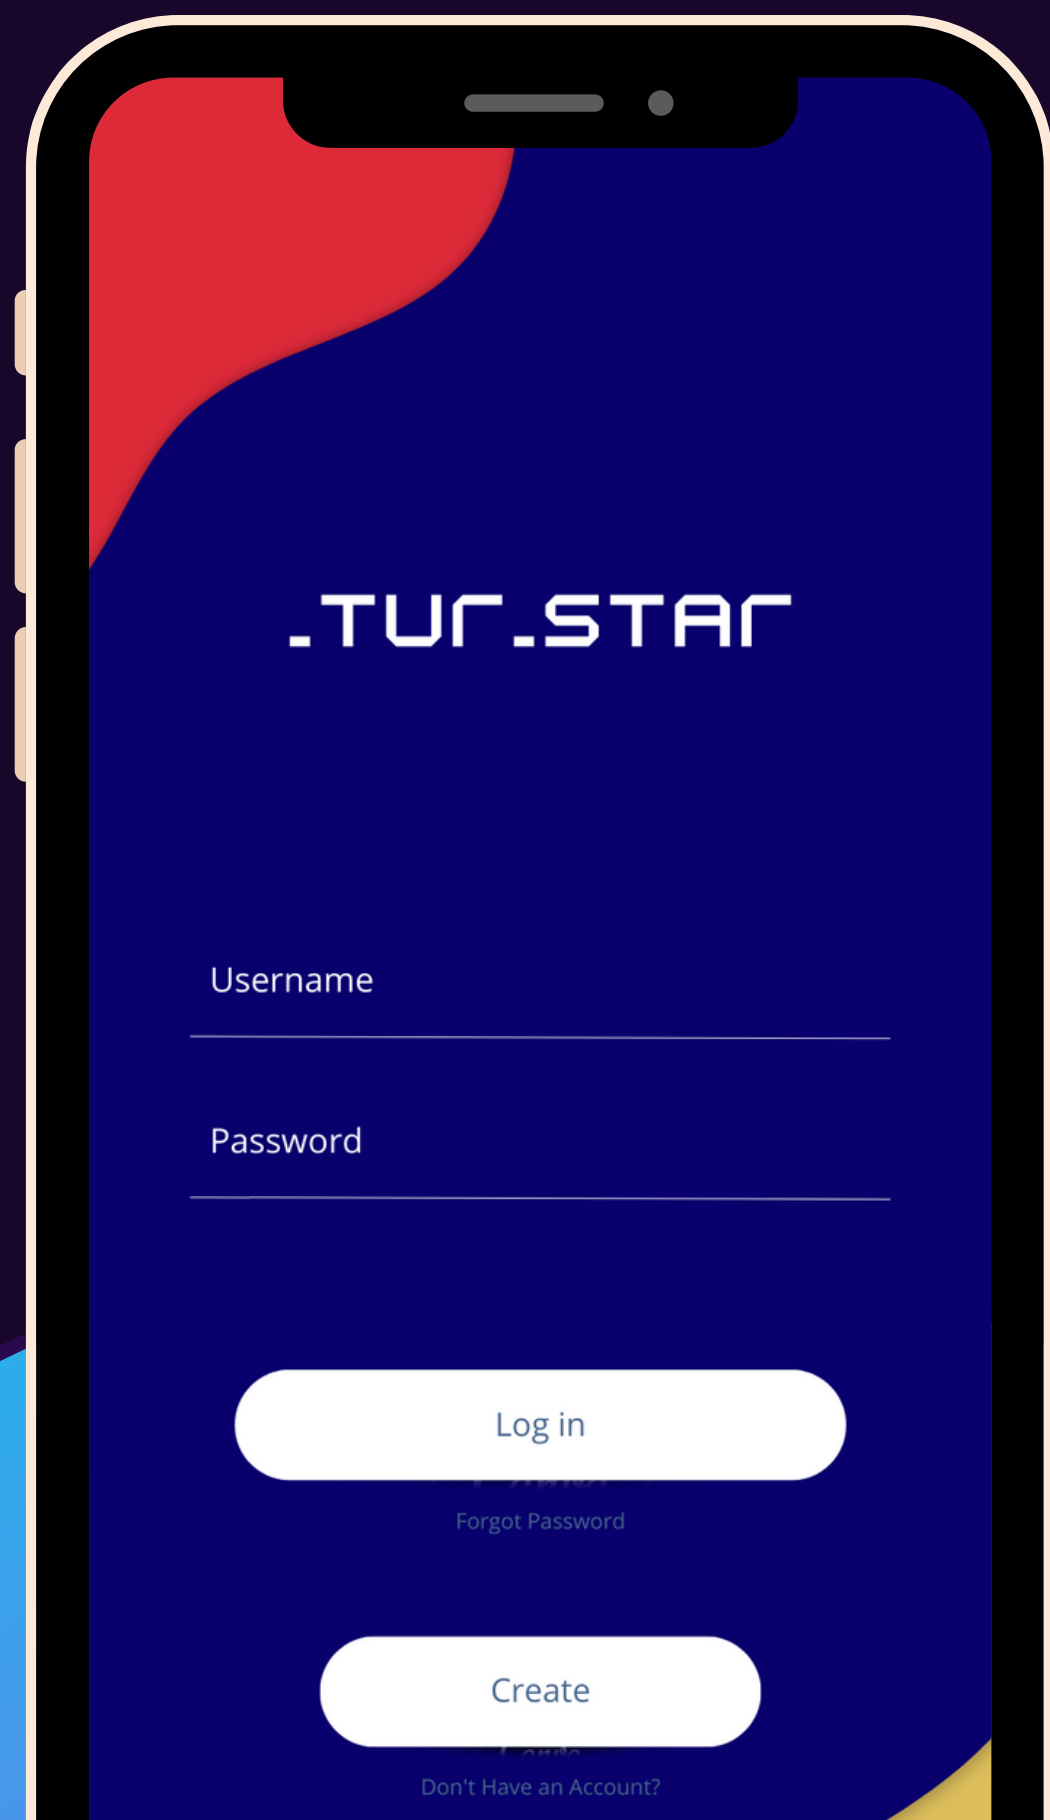 .TUr.STAr
Username
Password
Log in
Forgot Password
Create
Don't Have an Account?